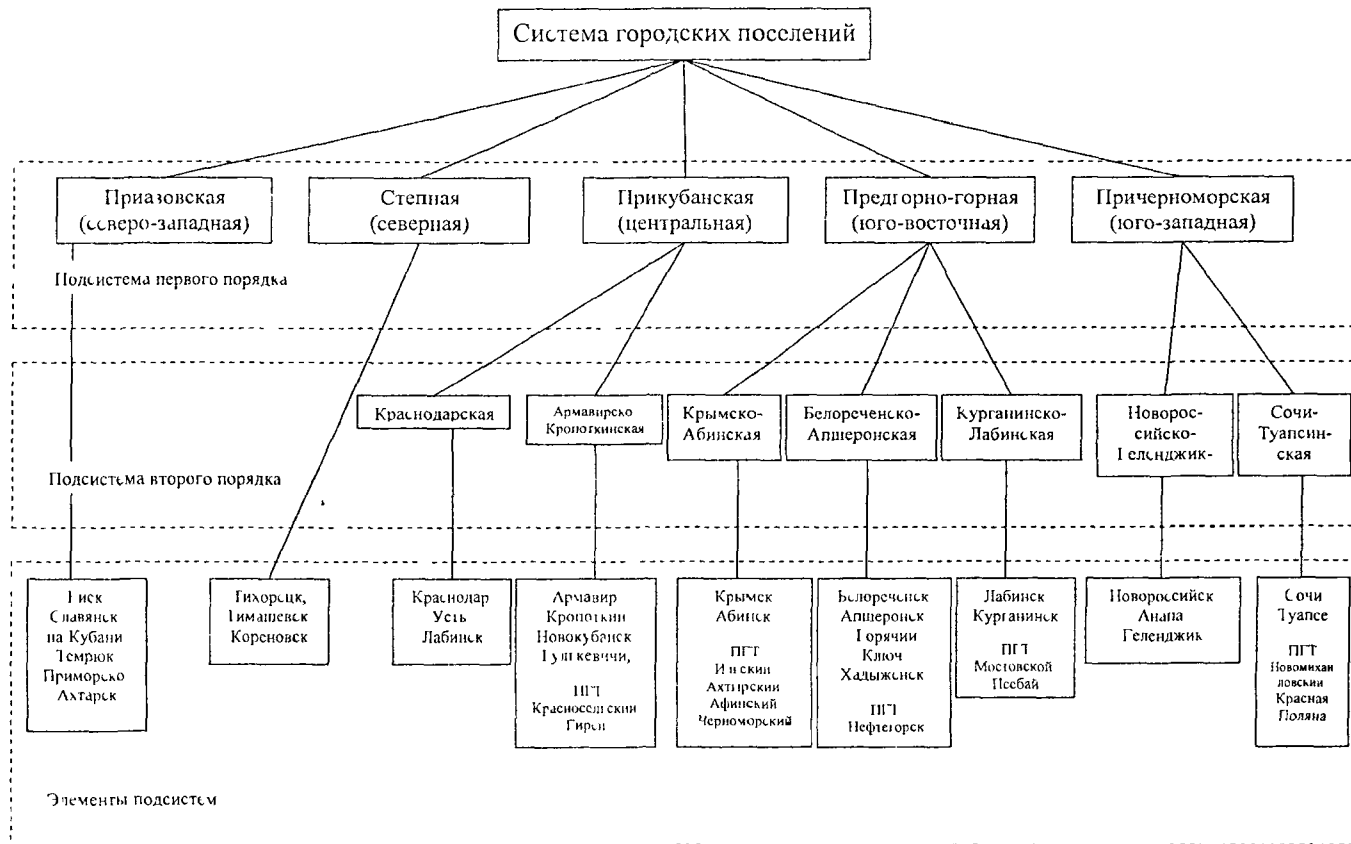 Система городских поселений
Приазовская
(северо-западная)
Степная
(северная)
Прикубанская
(центральная)
Предгорно-горная
(юго-восточная)
Причерноморская
(юго-западная)
Подсистема первого порядка
Краснодарская
Армавирско
Кропоткинская
Крымско-
Абинская
Белореченско-
Апшеронская
Курганинско-
Лабинская
Новорос-
сийско-
Геленджик-
Сочи-
Туапсин-
ская
Подсистема второго порядка
Ейск
Славянск
на Кубани
Темрюк
Приморско
Ахтарск
Тихорецк,
Тимашевск
Кореновск
Краснодар
Усть
Лабинск
Армавир
Кропоткин
Новокубанск
Гулькевичи,
ПГТ
Красносельский
Гирей
Крымск
Абинск
ПГТ
Ильский
Ахтырский
Афипский
Черноморский
Белореченск
Апшеронск
Горячий
Ключ
Хадыженск
ПГТ
Нефтегорск
Лабинск
Курганинск
ПГТ
Мостовской
Псебай
Новороссийск
Анапа
Геленджик
Сочи
Туапсе
ПГТ
Новомихай
ловский
Красная
Поляна
Элементы подсистем